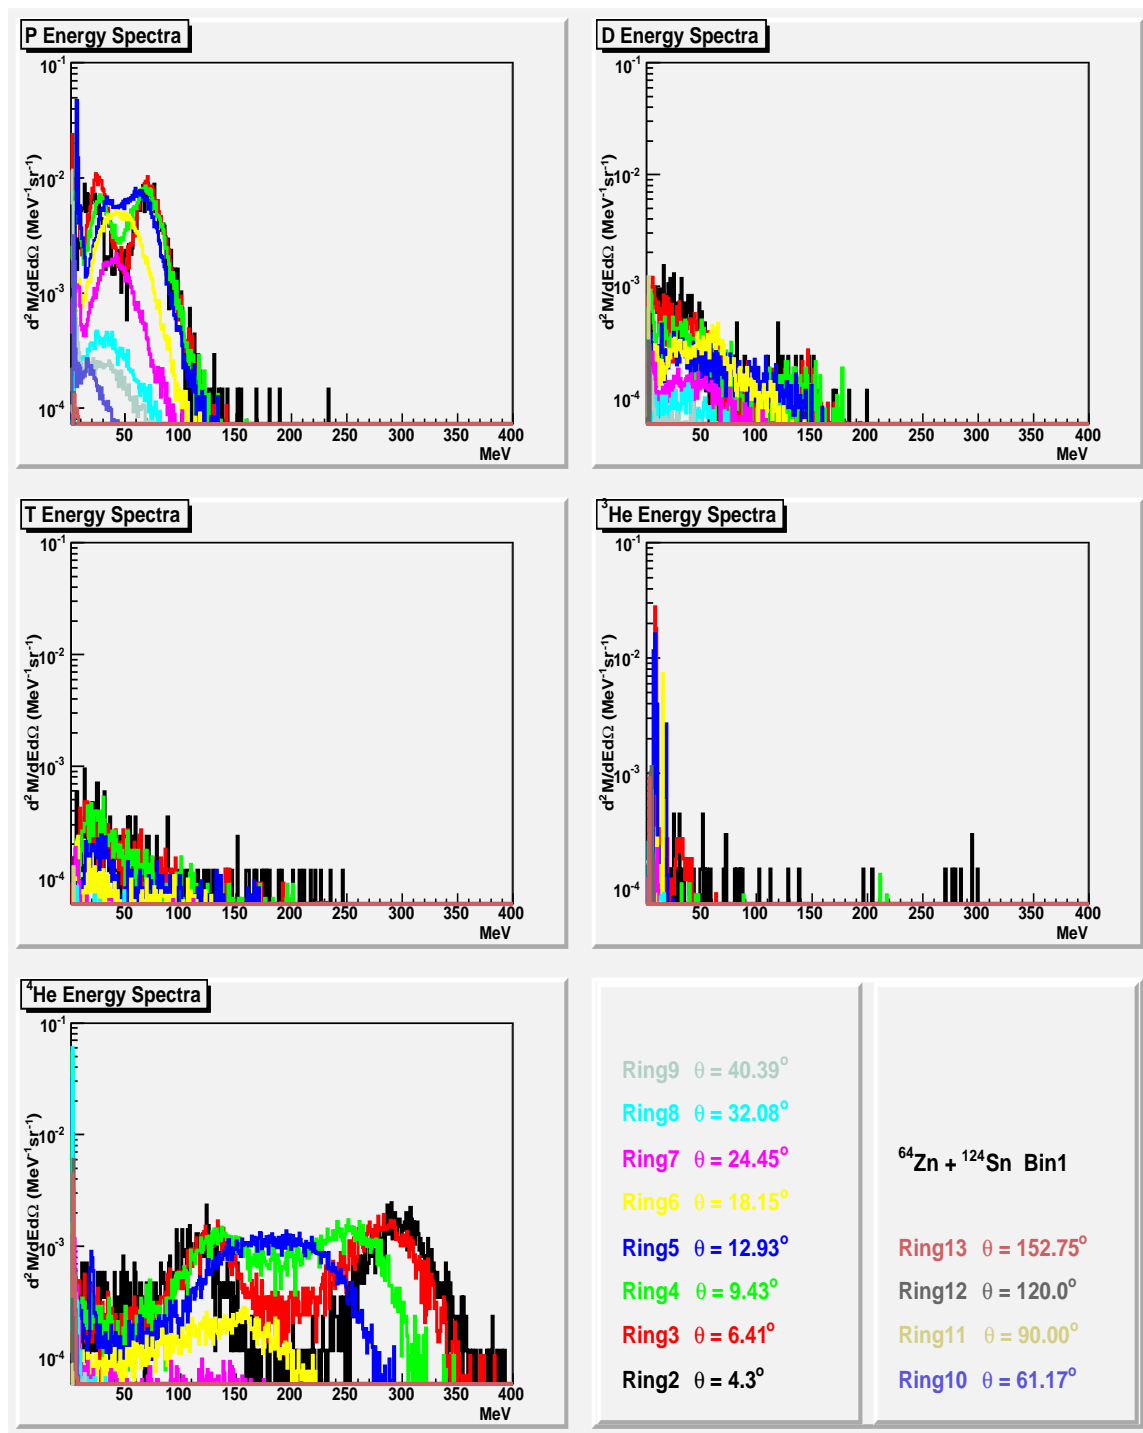 P Energy Spectra
d²M/dEdΩ (MeV⁻¹sr⁻¹)
10⁻¹
10⁻²
10⁻³
10⁻⁴
50 100 150 200 250 300 350 400
MeV
D Energy Spectra
d²M/dEdΩ (MeV⁻¹sr⁻¹)
10⁻¹
10⁻²
10⁻³
10⁻⁴
50 100 150 200 250 300 350 400
MeV
T Energy Spectra
d²M/dEdΩ (MeV⁻¹sr⁻¹)
10⁻¹
10⁻²
10⁻³
10⁻⁴
50 100 150 200 250 300 350 400
MeV
³He Energy Spectra
d²M/dEdΩ (MeV⁻¹sr⁻¹)
10⁻¹
10⁻²
10⁻³
10⁻⁴
50 100 150 200 250 300 350 400
MeV
⁴He Energy Spectra
d²M/dEdΩ (MeV⁻¹sr⁻¹)
10⁻¹
10⁻²
10⁻³
10⁻⁴
50 100 150 200 250 300 350 400
MeV
Ring9 θ = 40.39°
Ring8 θ = 32.08°
Ring7 θ = 24.45°
Ring6 θ = 18.15°
Ring5 θ = 12.93°
Ring4 θ = 9.43°
Ring3 θ = 6.41°
Ring2 θ = 4.3°
⁶⁴Zn + ¹²⁴Sn Bin1
Ring13 θ = 152.75°
Ring12 θ = 120.0°
Ring11 θ = 90.00°
Ring10 θ = 61.17°